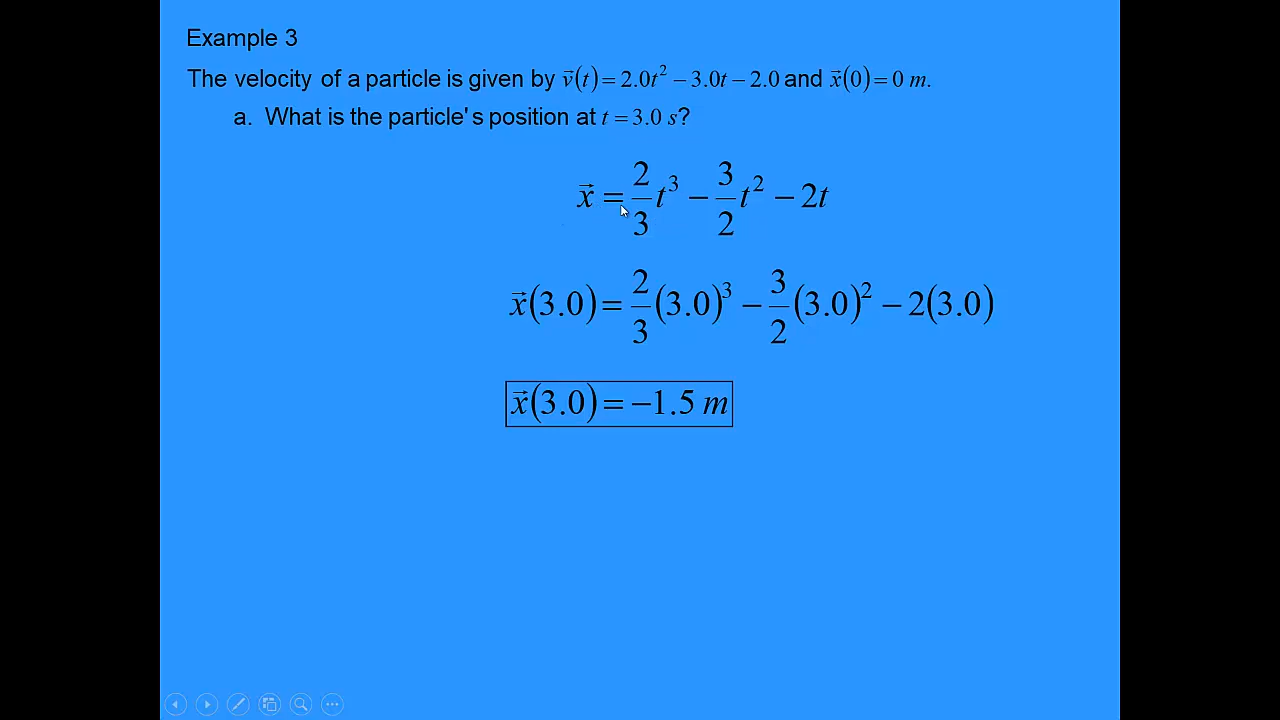 Example 3
The velocity of a particle is given by v⃗(t) = 2.0t² − 3.0t − 2.0 and x⃗(0) = 0 m.
a. What is the particle's position at t = 3.0 s?
x⃗ = 2/3 t³ − 3/2 t² − 2t
x⃗(3.0) = 2/3 (3.0)³ − 3/2 (3.0)² − 2(3.0)
x⃗(3.0) = −1.5 m